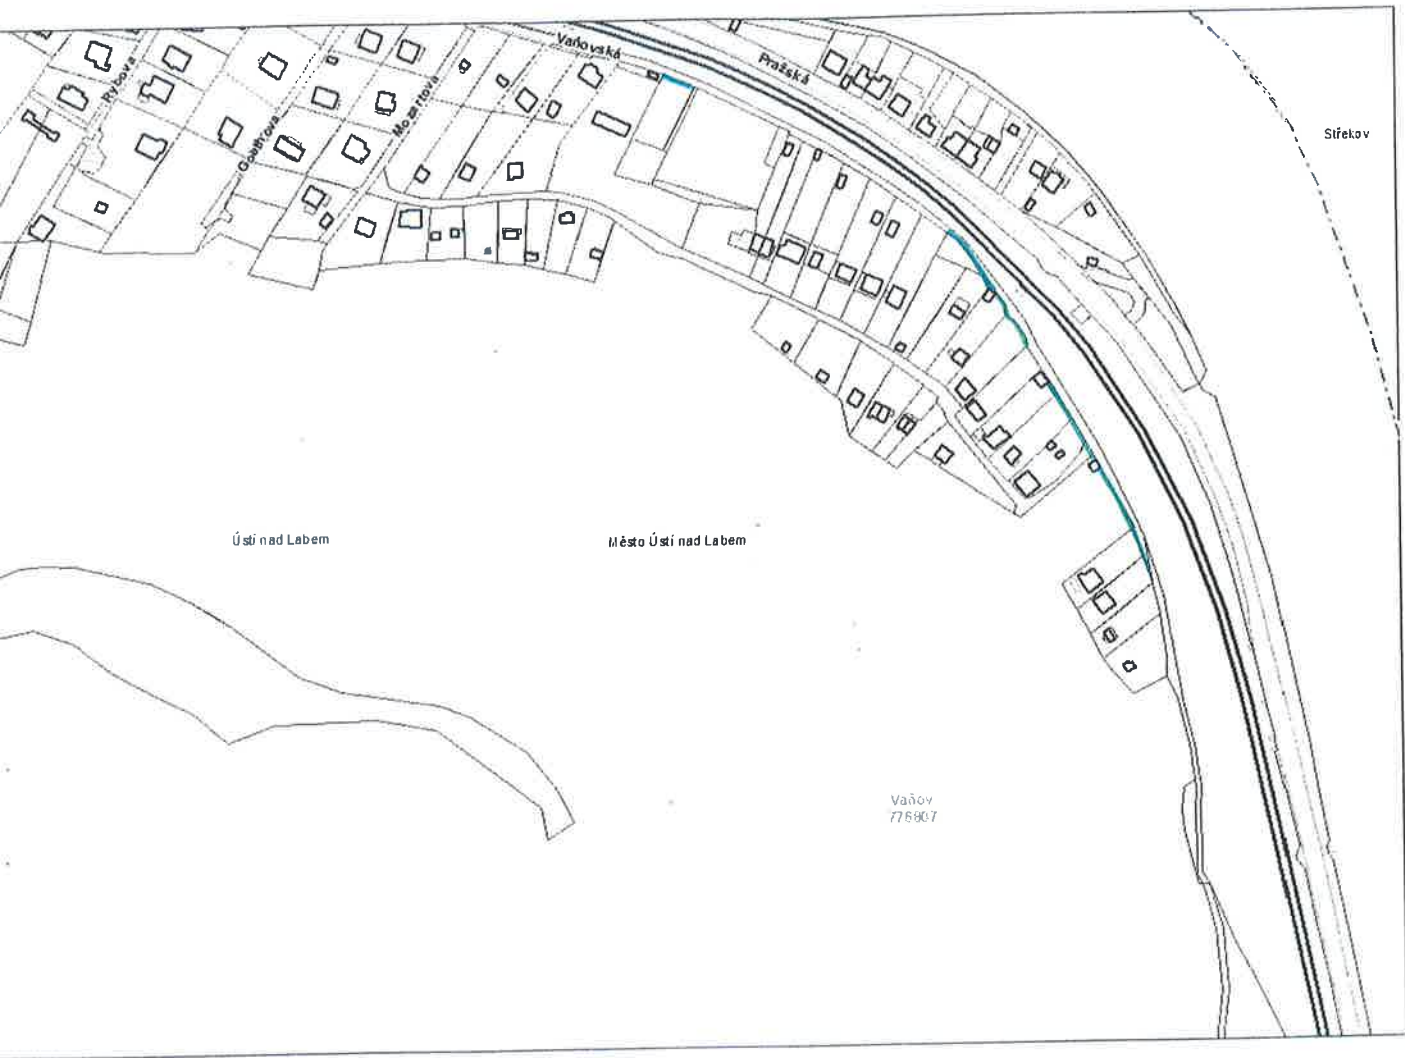 Vaňovská
Pražská
Rybova
Goethova
Mozartova
Střekov
Ústí nad Labem
Město Ústí nad Labem
Vaňov
776807